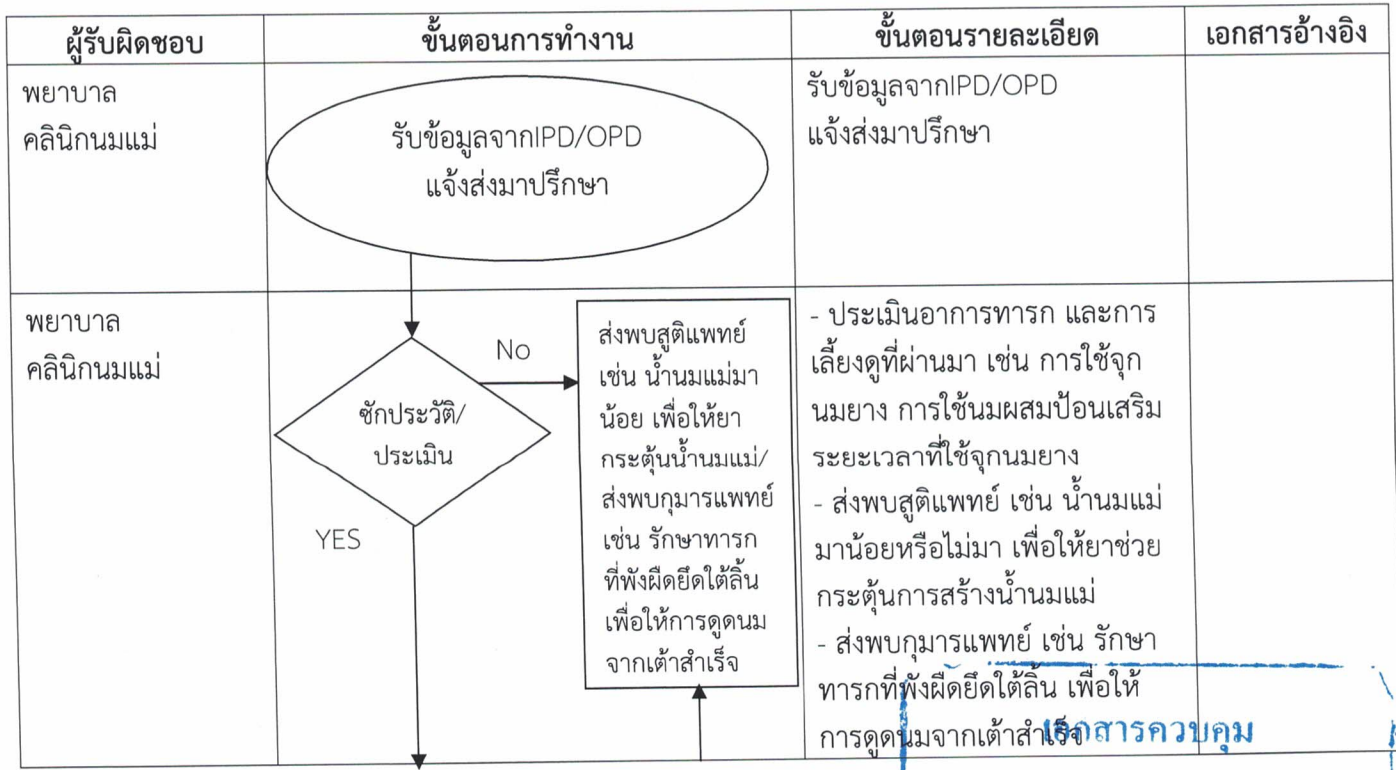 ผู้รับผิดชอบ
ขั้นตอนการทำงาน
ขั้นตอนรายละเอียด
เอกสารอ้างอิง
พยาบาล
คลินิกนมแม่
รับข้อมูลจากIPD/OPD
แจ้งส่งมาปรึกษา
รับข้อมูลจากIPD/OPD
แจ้งส่งมาปรึกษา
พยาบาล
คลินิกนมแม่
ซักประวัติ/
ประเมิน
No
YES
ส่งพบสูติแพทย์
เช่น น้ำนมแม่มา
น้อย เพื่อให้ยา
กระตุ้นน้ำนมแม่/
ส่งพบกุมารแพทย์
เช่น รักษาทารก
ที่พังผืดยึดใต้ลิ้น
เพื่อให้การดูดนม
จากเต้าสำเร็จ
- ประเมินอาการทารก และการ
เลี้ยงดูที่ผ่านมา เช่น การใช้จุก
นมยาง การใช้นมผสมป้อนเสริม
ระยะเวลาที่ใช้จุกนมยาง
- ส่งพบสูติแพทย์ เช่น น้ำนมแม่
มาน้อยหรือไม่มา เพื่อให้ยาช่วย
กระตุ้นการสร้างน้ำนมแม่
- ส่งพบกุมารแพทย์ เช่น รักษา
ทารกที่พังผืดยึดใต้ลิ้น เพื่อให้
การดูดนมจากเต้าสำเร็จ
เอกสารควบคุม